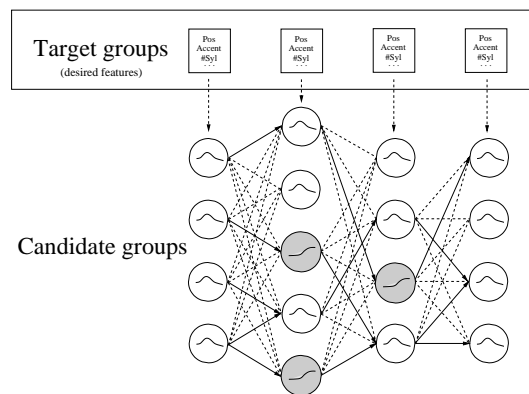 Target groups
(desired features)
Pos
Accent
#Syl
. . .
Pos
Accent
#Syl
. . .
Pos
Accent
#Syl
. . .
Pos
Accent
#Syl
. . .
Candidate groups